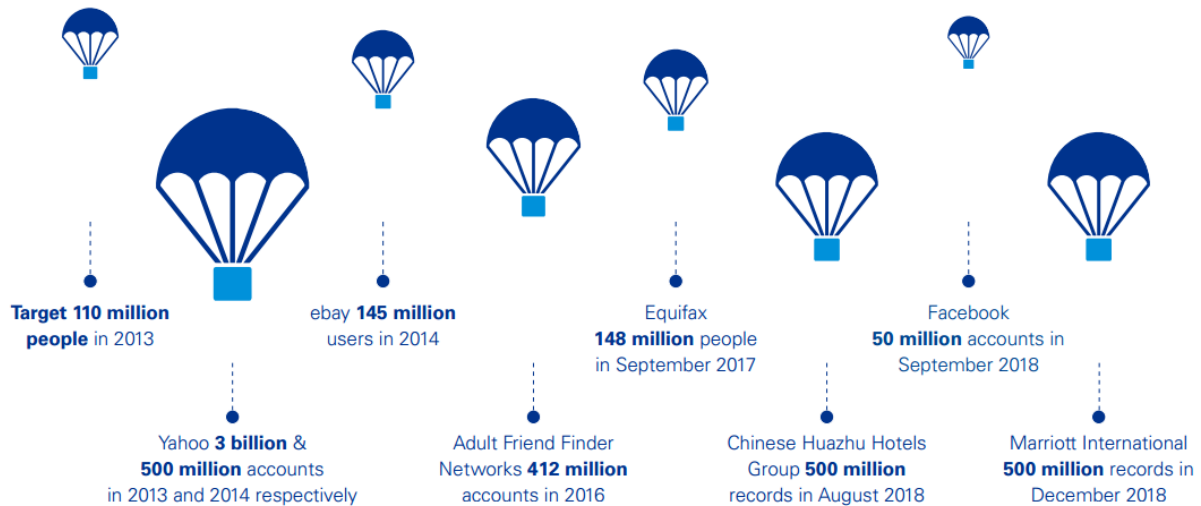 Target 110 million
people in 2013
Yahoo 3 billion &
500 million accounts
in 2013 and 2014 respectively
ebay 145 million
users in 2014
Adult Friend Finder
Networks 412 million
accounts in 2016
Equifax
148 million people
in September 2017
Chinese Huazhu Hotels
Group 500 million
records in August 2018
Facebook
50 million accounts in
September 2018
Marriott International
500 million records in
December 2018